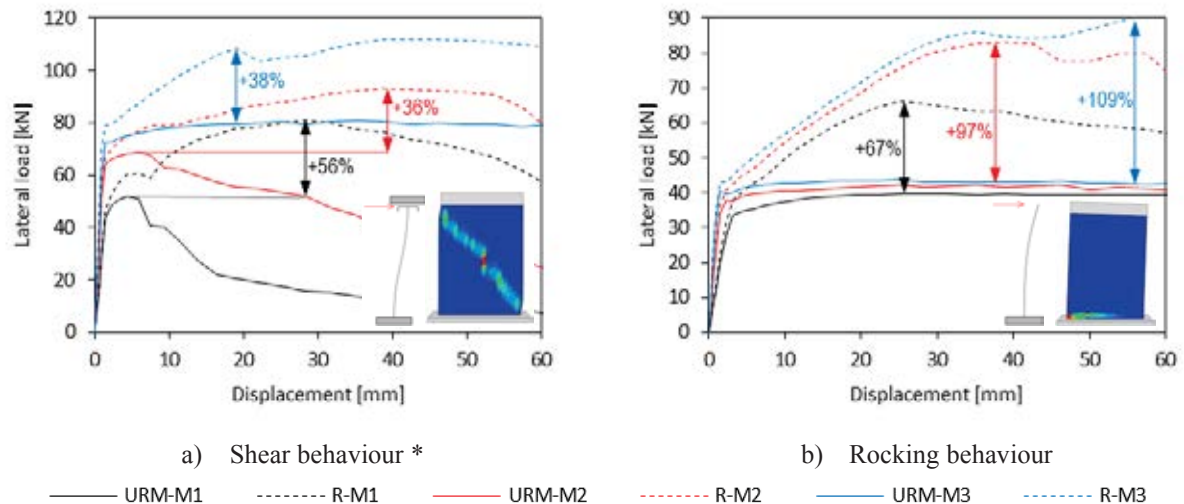 120
100
80
60
40
20
0
Lateral load [kN]
+38%
+36%
+56%
0 10 20 30 40 50 60
Displacement [mm]
a) Shear behaviour *
90
80
70
60
50
40
30
20
10
0
Lateral load [kN]
+67%
+97%
+109%
0 10 20 30 40 50 60
Displacement [mm]
b) Rocking behaviour
URM-M1 R-M1 URM-M2 R-M2 URM-M3 R-M3